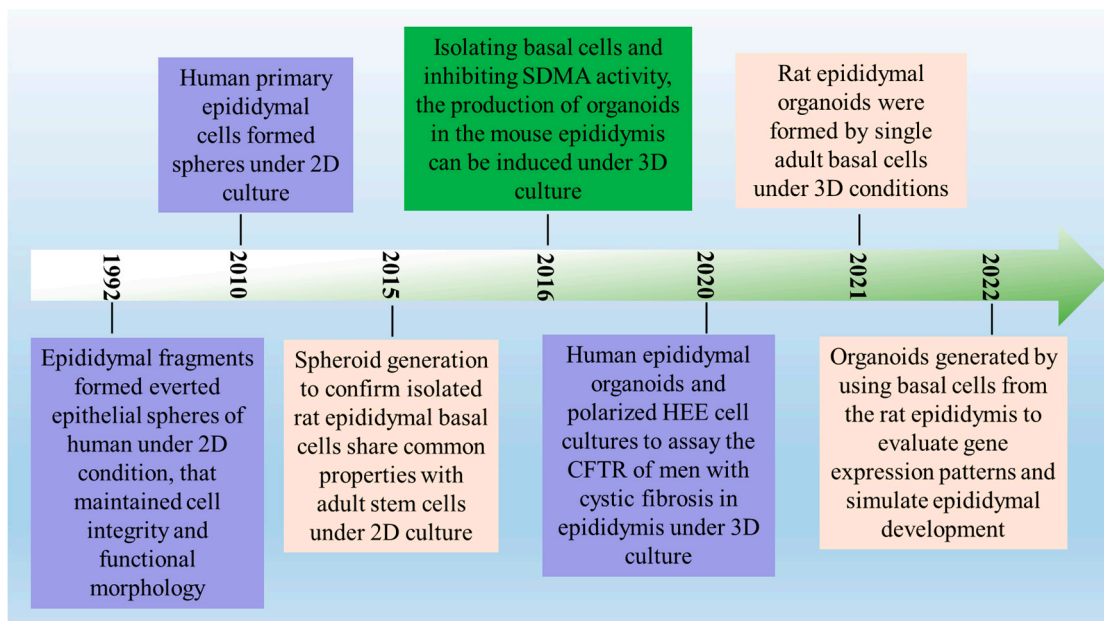 Human primary
epididymal
cells formed
spheres under 2D
culture
Isolating basal cells and
inhibiting SDMA activity,
the production of organoids
in the mouse epididymis
can be induced under 3D
culture
Rat epididymal
organoids were
formed by single
adult basal cells
under 3D conditions
1992
2010
2015
2016
2020
2021
2022
Epididymal fragments
formed everted
epithelial spheres of
human under 2D
condition, that
maintained cell
integrity and
functional
morphology
Spheroid generation
to confirm isolated
rat epididymal basal
cells share common
properties with
adult stem cells
under 2D culture
Human epididymal
organoids and
polarized HEE cell
cultures to assay the
CFTR of men with
cystic fibrosis in
epididymis under 3D
culture
Organoids generated by
using basal cells from
the rat epididymis to
evaluate gene
expression patterns and
simulate epididymal
development